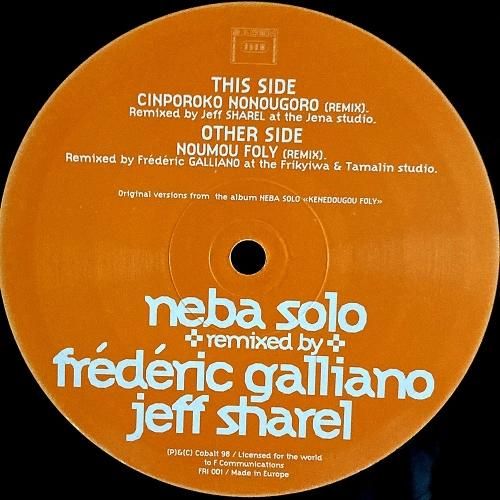 THIS SIDE
CINPOROKO NONOUGORO (REMIX).
Remixed by Jeff SHAREL at the Jena studio.
OTHER SIDE
NOUMOU FOLY (REMIX).
Remixed by Frédéric GALLIANO at the Frikyiwa & Tamalin studio.
Original versions from the album NEBA SOLO «KENEDOUGOU FOLY»
neba solo
remixed by
frédéric galliano
jeff sharel
(P)&(C) Cobalt 98 / Licensed for the world
to F Communications
FRI 001 / Made in Europe